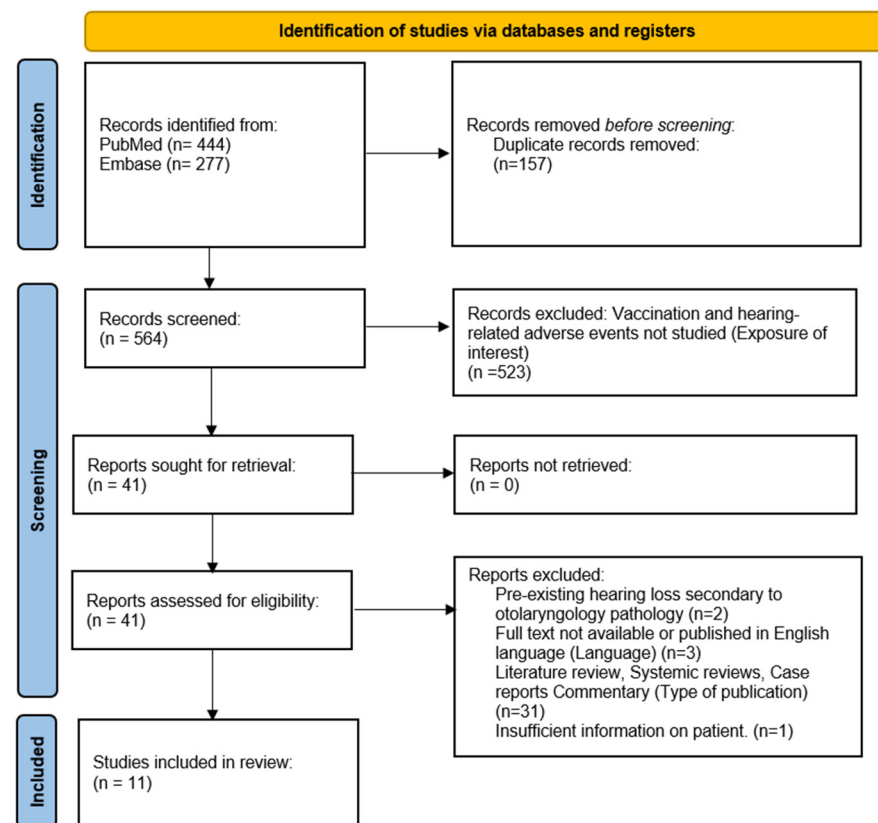 Identification of studies via databases and registers
Identification
Records identified from:
PubMed (n= 444)
Embase (n= 277)
Records removed before screening:
Duplicate records removed:
(n=157)
Screening
Records screened:
(n = 564)
Records excluded: Vaccination and hearing-
related adverse events not studied (Exposure of
interest)
(n =523)
Reports sought for retrieval:
(n = 41)
Reports not retrieved:
(n = 0)
Reports assessed for eligibility:
(n = 41)
Reports excluded:
Pre-existing hearing loss secondary to
otolaryngology pathology (n=2)
Full text not available or published in English
language (Language) (n=3)
Literature review, Systemic reviews, Case
reports Commentary (Type of publication)
(n=31)
Insufficient information on patient. (n=1)
Included
Studies included in review:
(n = 11)